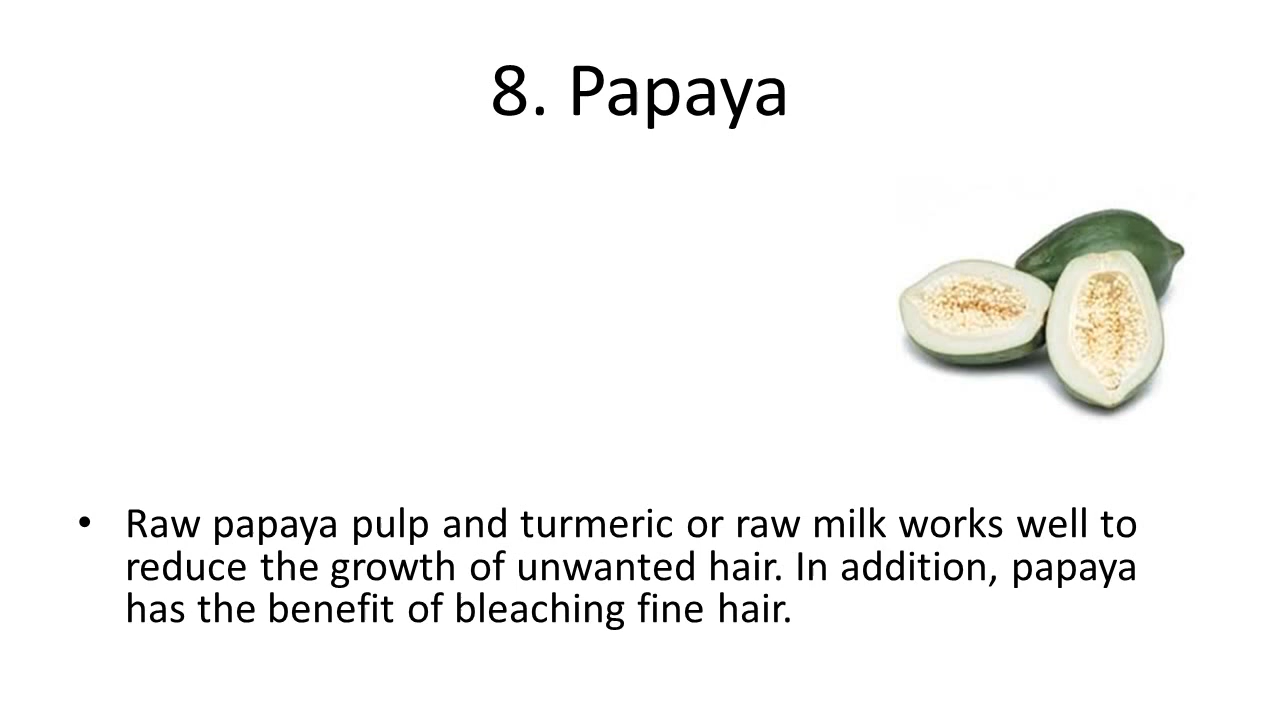 8. Papaya
• Raw papaya pulp and turmeric or raw milk works well to
reduce the growth of unwanted hair. In addition, papaya
has the benefit of bleaching fine hair.